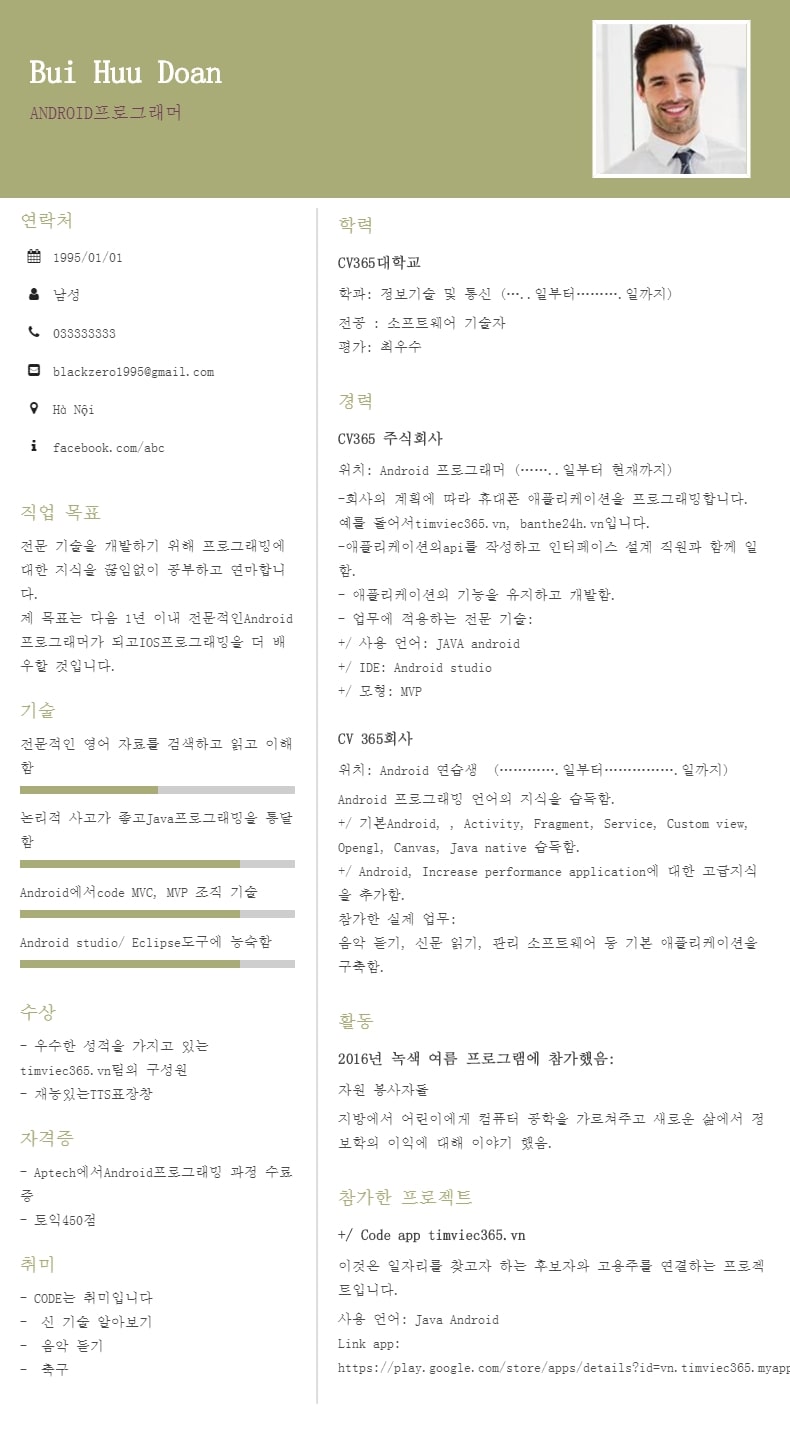 Bui Huu Doan
ANDROID프로그래머
연락처
1995/01/01
남성
033333333
blackzero1995@gmail.com
Hà Nội
facebook.com/abc
직업 목표
전문 기술을 개발하기 위해 프로그래밍에
대한 지식을 끊임없이 공부하고 연마합니
다.
제 목표는 다음 1년 이내 전문적인Android
프로그래머가 되고IOS프로그래밍을 더 배
우할 것입니다.
기술
전문적인 영어 자료를 검색하고 읽고 이해
함
논리적 사고가 좋고Java프로그래밍을 통달
함
Android에서code MVC, MVP 조직 기술
Android studio/ Eclipse도구에 능숙함
수상
- 우수한 성적을 가지고 있는
timviec365.vn팀의 구성원
- 재능있는TTS표장창
자격증
- Aptech에서Android프로그래밍 과정 수료
증
- 토익450점
취미
- CODE는 취미입니다
- 신 기술 알아보기
- 음악 듣기
- 축구
학력
CV365대학교
학과: 정보기술 및 통신 (…..일부터……….일까지)
전공 : 소프트웨어 기술자
평가: 최우수
경력
CV365 주식회사
위치: Android 프로그래머 (……..일부터 현재까지)
-회사의 계획에 따라 휴대폰 애플리케이션을 프로그래밍합니다.
예를 들어서timviec365.vn, banthe24h.vn입니다.
-애플리케이션의api를 작성하고 인터페이스 설계 직원과 함께 일
함.
- 애플리케이션의 기능을 유지하고 개발함.
- 업무에 적용하는 전문 기술:
+/ 사용 언어: JAVA android
+/ IDE: Android studio
+/ 모형: MVP
CV 365회사
위치: Android 연습생 (………….일부터…………….일까지)
Android 프로그래밍 언어의 지식을 습득함.
+/ 기본Android, , Activity, Fragment, Service, Custom view,
Opengl, Canvas, Java native 습득함.
+/ Android, Increase performance application에 대한 고급지식
을 추가함.
참가한 실제 업무:
음악 듣기, 신문 읽기, 관리 소프트웨어 등 기본 애플리케이션을
구축함.
활동
2016년 녹색 여름 프로그램에 참가했음:
자원 봉사자들
지방에서 어린이에게 컴퓨터 공학을 가르쳐주고 새로운 삶에서 정
보학의 이익에 대해 이야기 했음.
참가한 프로젝트
+/ Code app timviec365.vn
이것은 일자리를 찾고자 하는 후보자와 고용주를 연결하는 프로젝
트입니다.
사용 언어: Java Android
Link app:
https://play.google.com/store/apps/details?id=vn.timviec365.myapp